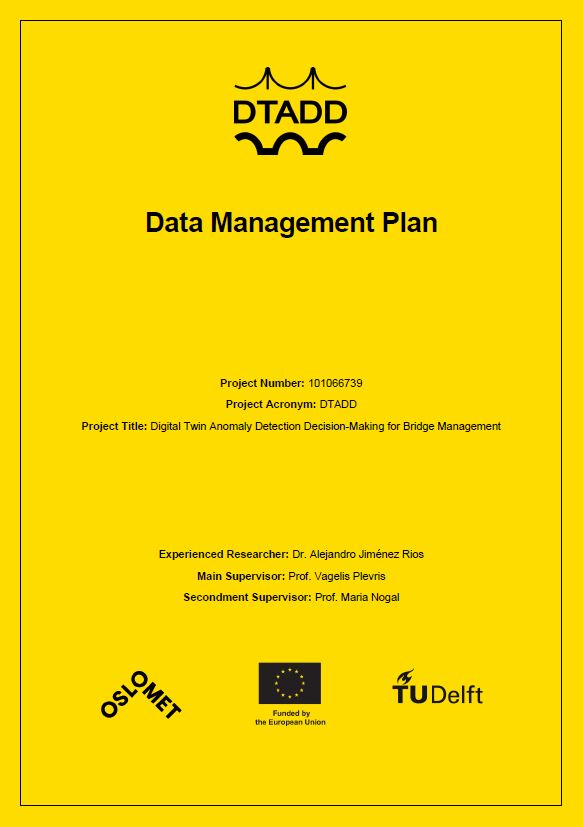 DTADD
Data Management Plan
Project Number: 101066739
Project Acronym: DTADD
Project Title: Digital Twin Anomaly Detection Decision-Making for Bridge Management
Experienced Researcher: Dr. Alejandro Jiménez Rios
Main Supervisor: Prof. Vagelis Plevris
Secondment Supervisor: Prof. Maria Nogal
OSLOMET
Funded by
the European Union
TUDelft